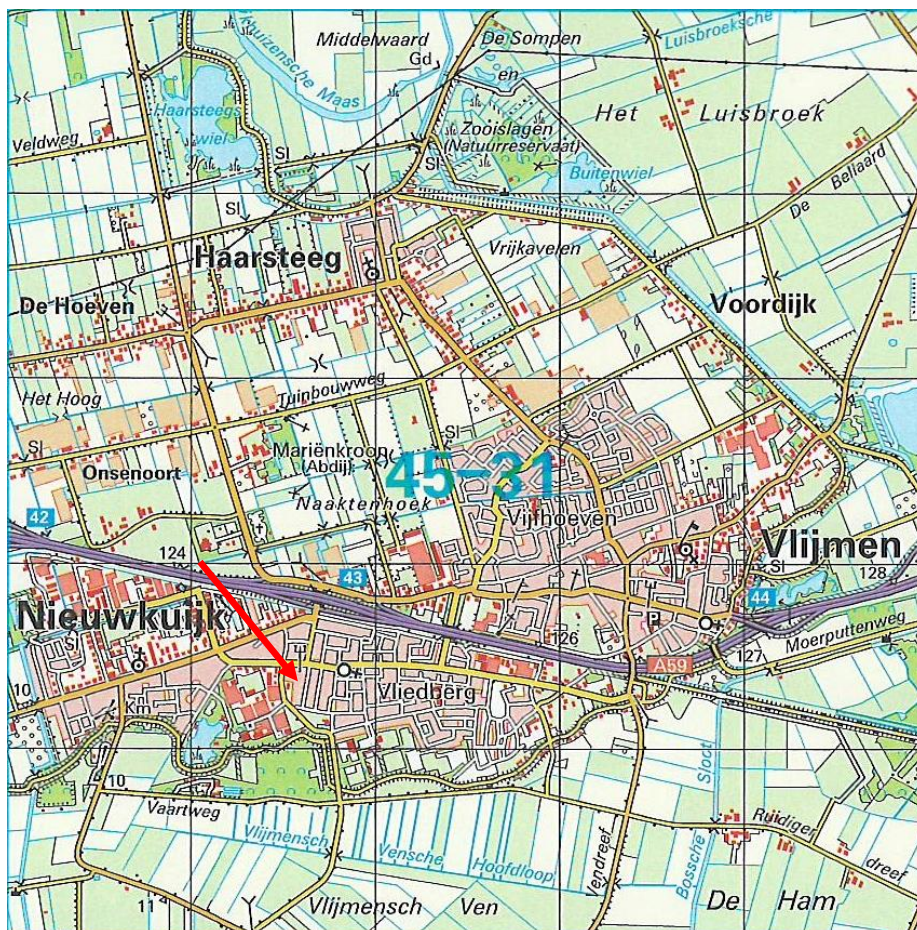 Middelwaard
Gd
De Sompen
en
Zooislagen
(Natuurreservaat)
Luisbroeksche
Het Luisbroek
Haarsteegs
wiel
Veldweg
Buitenwiel
De Bellaard
Sl
Sl
Sl
Haarsteeg
Vrijkavelen
De Hoeven
Voordijk
Het Hoog
Tuinbouwweg
Sl
Sl
Mariënkroon
(Abdij)
Onsenoort
45-31
Naaktenhoek
42
Vijfhoeven
Vlijmen
124
43
Sl
128
44
Nieuwkuijk
Sl
P
126
Moerputtenweg
127
A59
10
Vliedberg
Km
10
Vaartweg
Vlijmensch
Vensche
Hoofdloop
Vendreef
Bossche
Sloot
Ruidiger
dreef
11
Vlijmensch Ven
De Ham